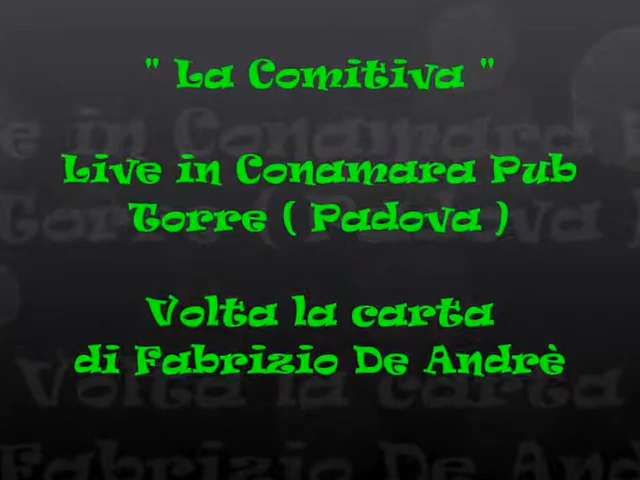 " La Comitiva "
Live in Conamara Pub
Torre ( Padova )
Volta la carta
di Fabrizio De Andrè